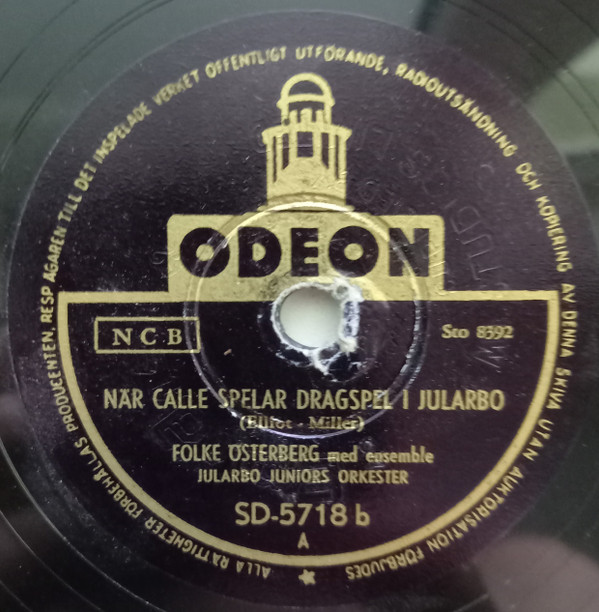 ALLA RÄTTIGHETER FÖRBEHÅLLAS PRODUCENTEN, RESP ÄGAREN TILL DET INSPELADE VERKET OFFENTLIGT UTFÖRANDE, RADIOUTSÄNDNING OCH KOPIERING AV DENNA SKIVA UTAN AUKTORISATION FÖRBJUDES
ODEON
NCB
Sto 8392
NÄR CALLE SPELAR DRAGSPEL I JULARBO
(Elliot - Miller)
FOLKE ÖSTERBERG med ensemble
JULARBO JUNIORS ORKESTER
SD-5718 b
A